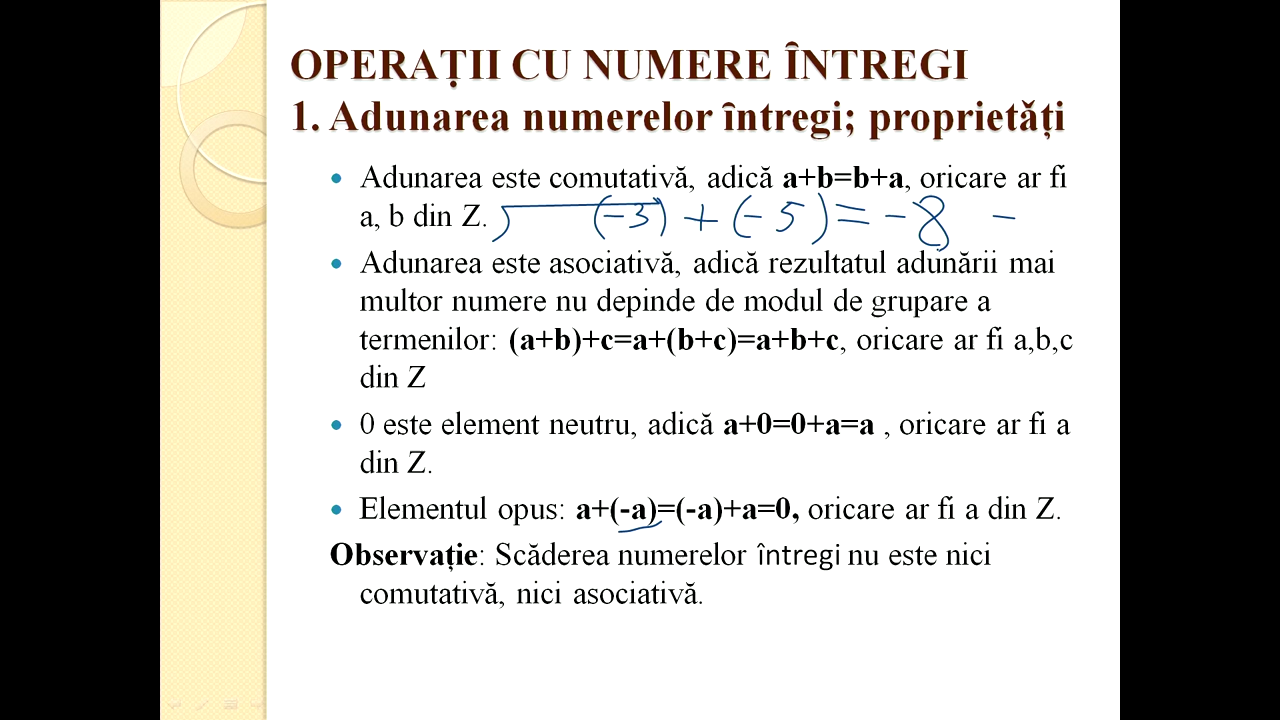 OPERAȚII CU NUMERE ÎNTREGI
1. Adunarea numerelor întregi; proprietăți
• Adunarea este comutativă, adică a+b=b+a, oricare ar fi
a, b din Z. (-3) + (-5) = -8 -
• Adunarea este asociativă, adică rezultatul adunării mai
multor numere nu depinde de modul de grupare a
termenilor: (a+b)+c=a+(b+c)=a+b+c, oricare ar fi a,b,c
din Z
• 0 este element neutru, adică a+0=0+a=a , oricare ar fi a
din Z.
• Elementul opus: a+(-a)=(-a)+a=0, oricare ar fi a din Z.
Observație: Scăderea numerelor întregi nu este nici
comutativă, nici asociativă.